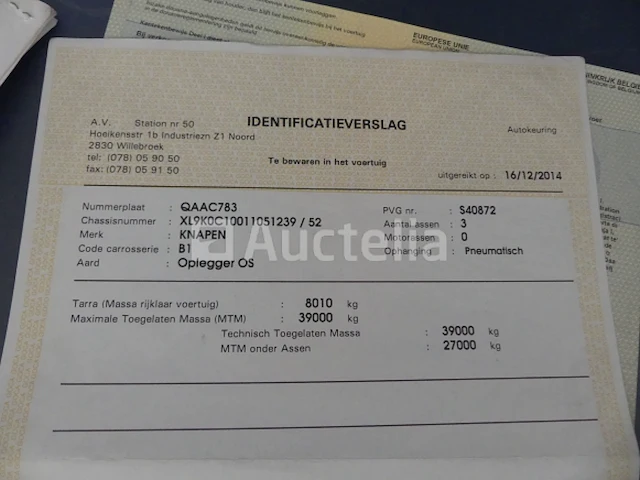 EUROPESE UNIE
EUROPEAN UNION
IDENTIFICATIEVERSLAG
A.V. Station nr 50
Hoeikensstr 1b Industriezn Z1 Noord
2830 Willebroek
tel: (078) 05 90 50
fax: (078) 05 91 50
Autokeuring
Te bewaren in het voertuig
uitgereikt op : 16/12/2014
Nummerplaat : QAAC783
PVG nr. : S40872
Chassisnummer : XL9K0C10011051239 / 52
Aantal assen : 3
Merk : KNAPEN
Motorassen : 0
Code carrosserie : B1
Ophanging : Pneumatisch
Aard : Oplegger OS
Auctelia
Tarra (Massa rijklaar voertuig) : 8010 kg
Maximale Toegelaten Massa (MTM) : 39000 kg
Technisch Toegelaten Massa : 39000 kg
MTM onder Assen : 27000 kg